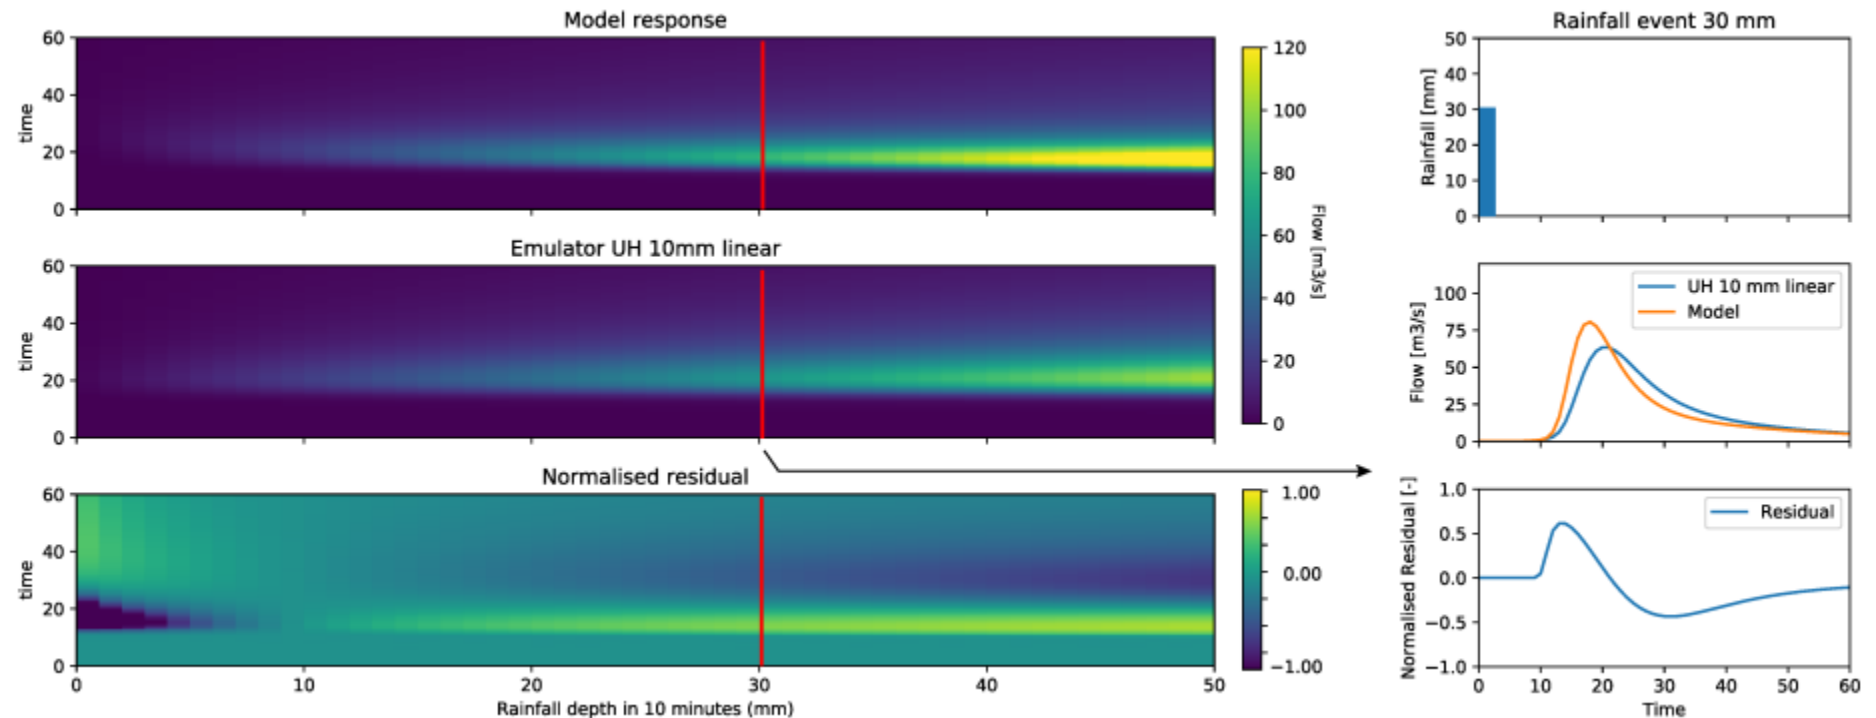 Model response
60
40
20
0
time
Emulator UH 10mm linear
60
40
20
0
time
Normalised residual
60
40
20
0
time
0 10 20 30 40 50
Rainfall depth in 10 minutes (mm)
120
100
80
60
40
20
0
Flow [m3/s]
1.00
0.00
−1.00
Rainfall event 30 mm
50
40
30
20
10
0
Rainfall [mm]
UH 10 mm linear
Model
100
75
50
25
0
Flow [m3/s]
Residual
1.0
0.5
0.0
−0.5
−1.0
Normalised Residual [-]
0 10 20 30 40 50 60
Time